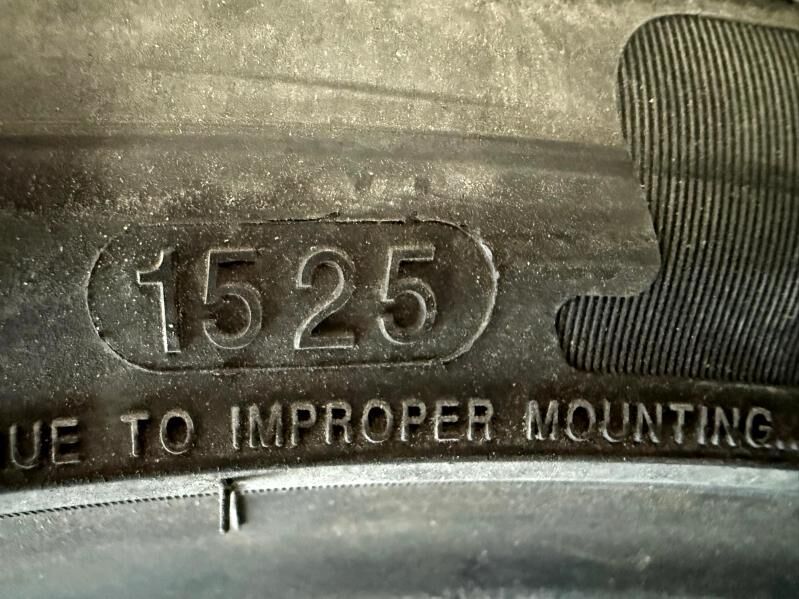 1525
UE TO IMPROPER MOUNTING..